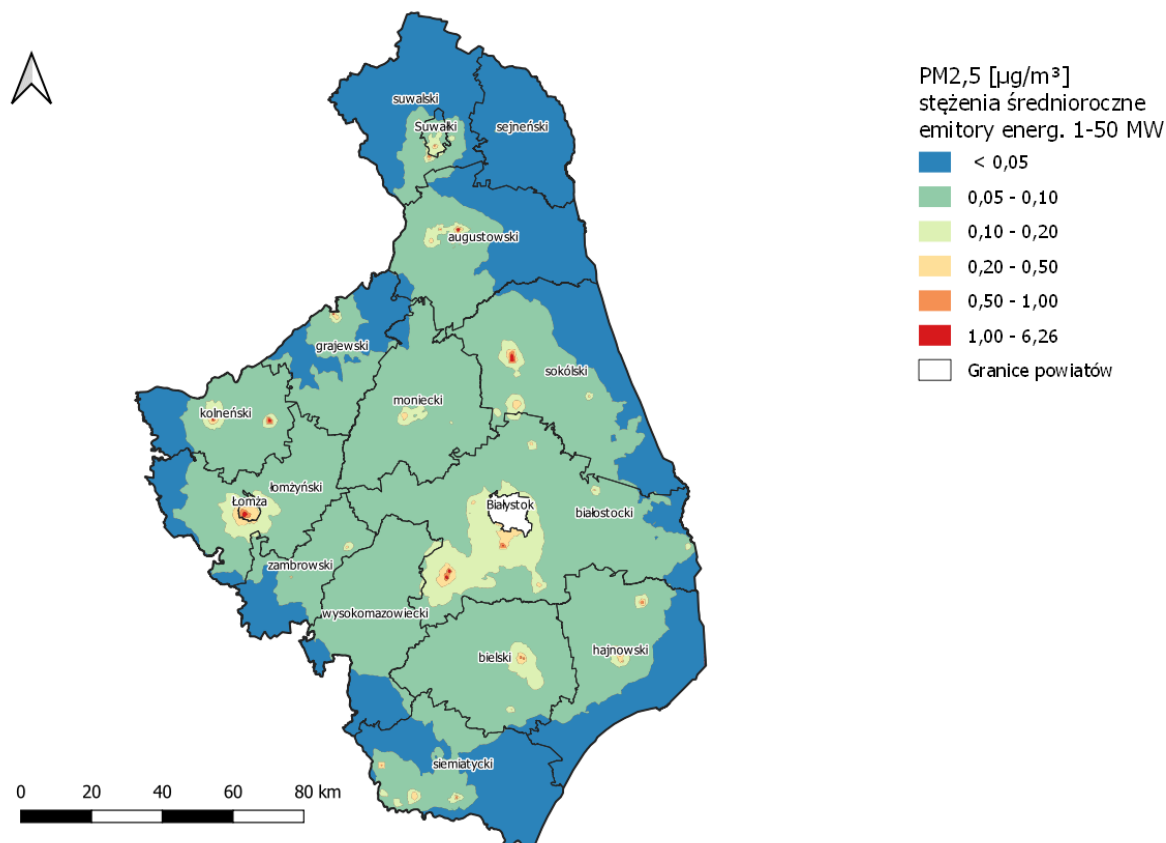 PM2,5 [µg/m³]
stężenia średnioroczne
emitory energ. 1-50 MW
< 0,05
0,05 - 0,10
0,10 - 0,20
0,20 - 0,50
0,50 - 1,00
1,00 - 6,26
Granice powiatów
suwalski
Suwałki
sejneński
augustowski
grajewski
sokólski
moniecki
kolneński
łomżyński
Łomża
Białystok
białostocki
zambrowski
wysokomazowiecki
bielski
hajnowski
siemiatycki
0 20 40 60 80 km